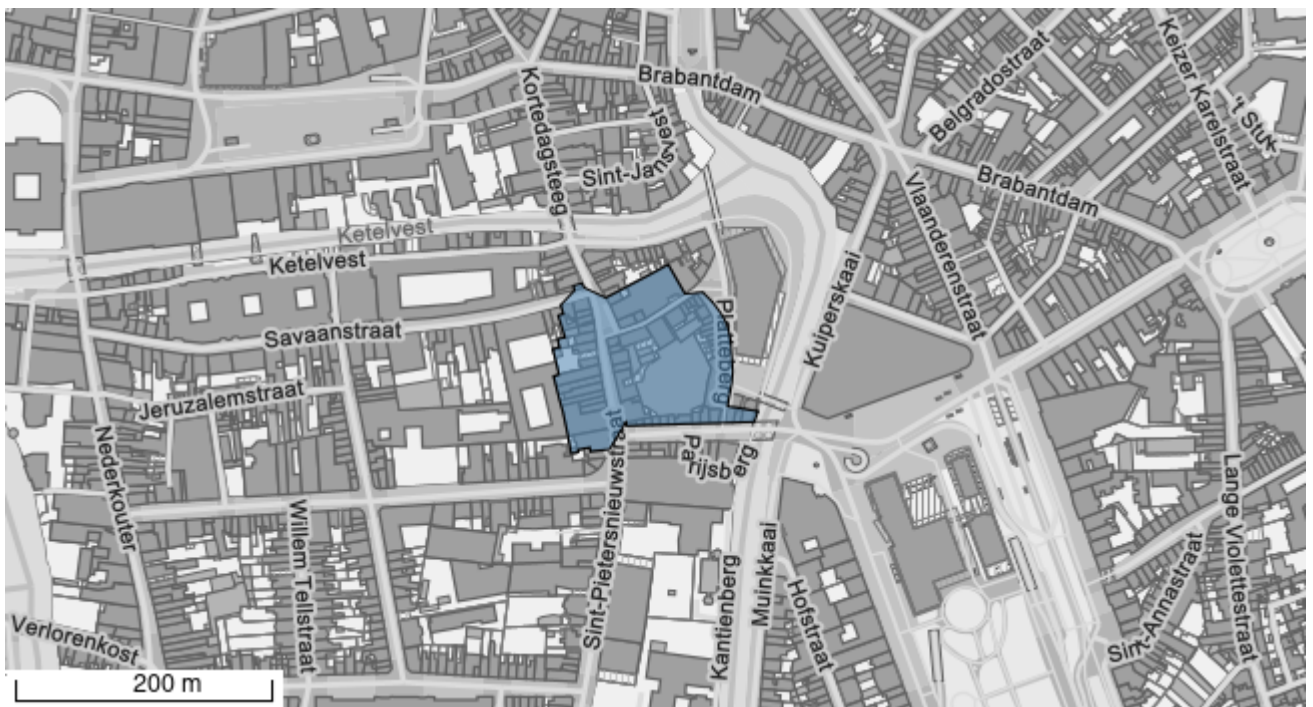 Kortedagsteeg
Brabantdam
Belgradostraat
Keizer Karelstraat
't Stuk
Sint-Jansvest
Ketelvest
Ketelvest
Vlaanderenstraat
Brabantdam
Savaanstraat
Plateberg
Kuiperskaai
Jeruzalemstraat
Nederkouter
Parijsberg
Willem Tellstraat
Sint-Pietersnieuwstraat
Kantienberg
Muinkkaai
Hofstraat
Sint-Annastraat
Lange Violettestraat
Verlorenkost
200 m